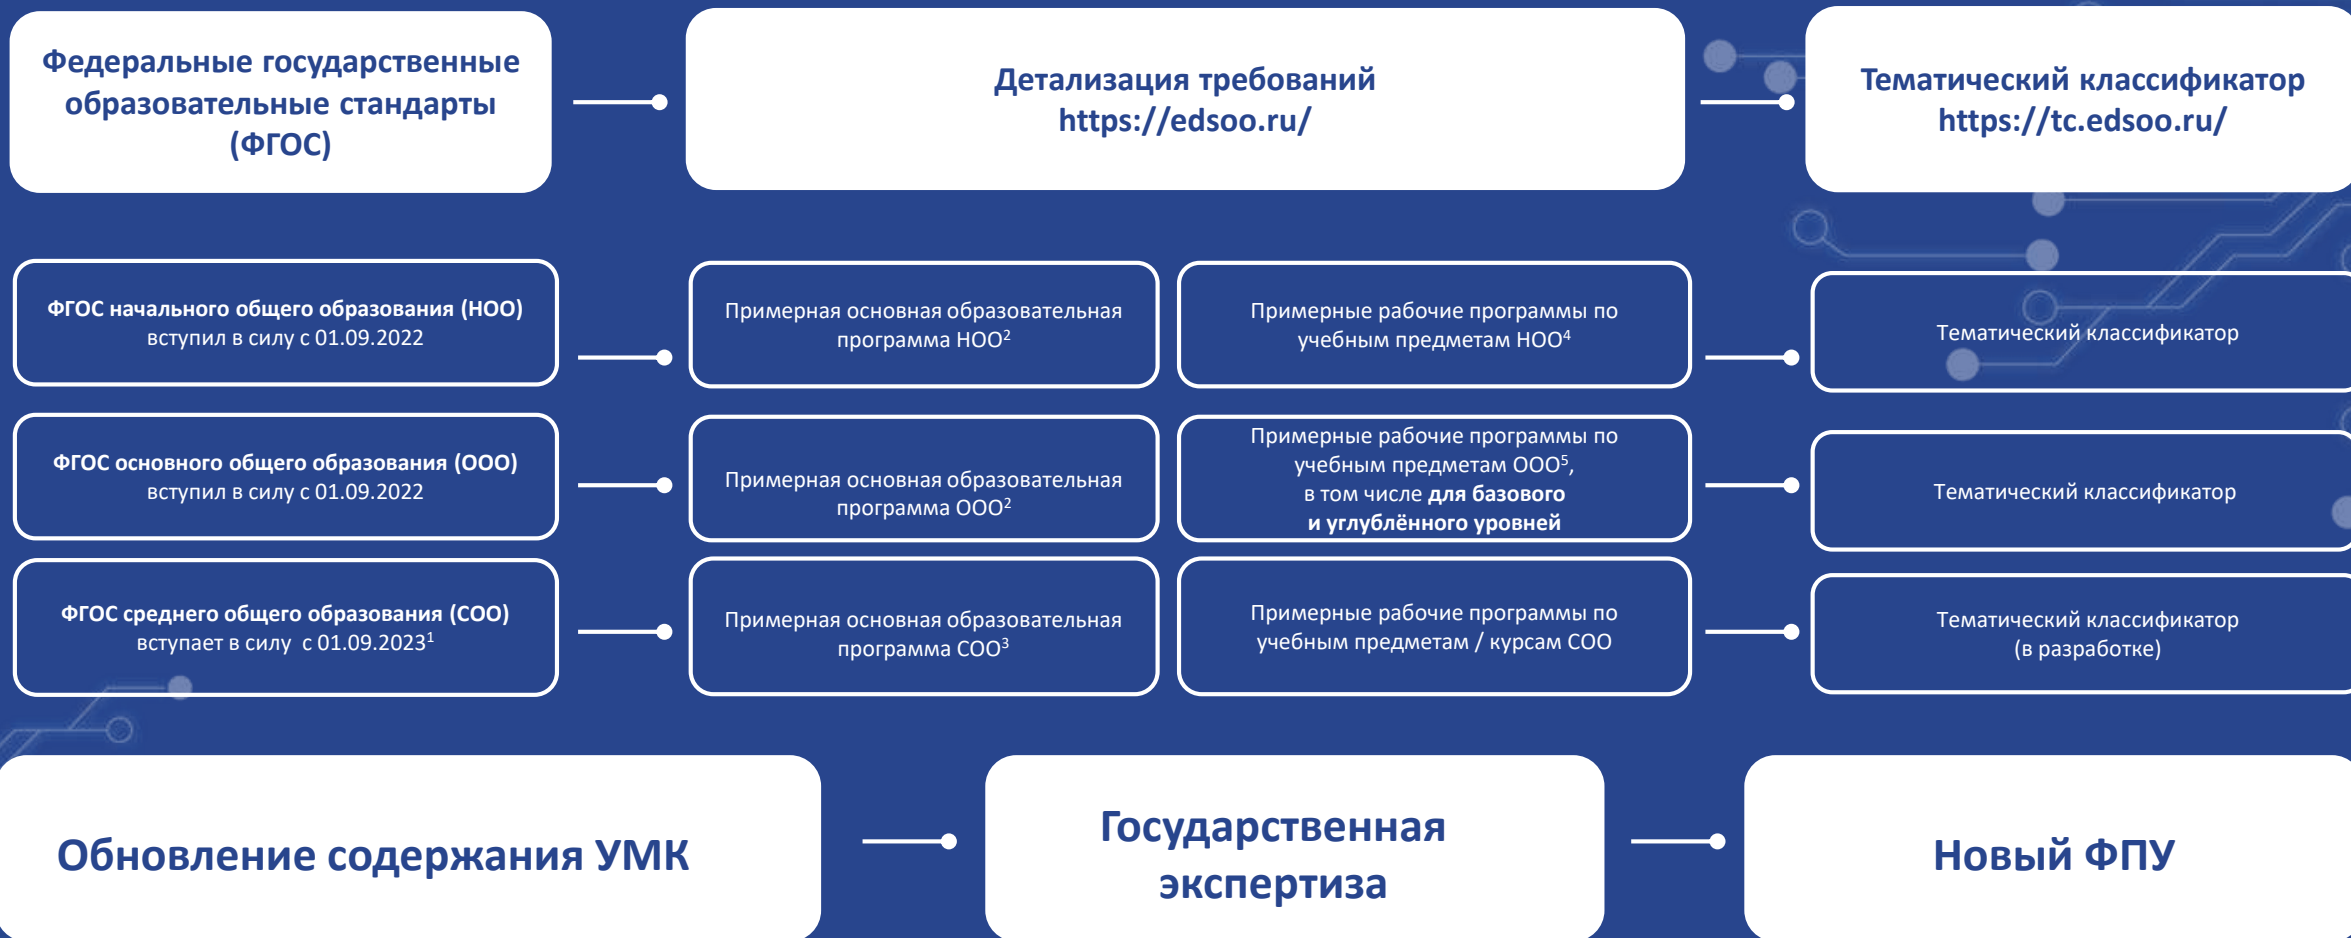 Федеральные государственные
образовательные стандарты
(ФГОС)
Детализация требований
https://edsoo.ru/
Тематический классификатор
https://tc.edsoo.ru/
ФГОС начального общего образования (НОО)
вступил в силу с 01.09.2022
Примерная основная образовательная
программа НОО²
Примерные рабочие программы по
учебным предметам НОО⁴
Тематический классификатор
ФГОС основного общего образования (ООО)
вступил в силу с 01.09.2022
Примерная основная образовательная
программа ООО²
Примерные рабочие программы по
учебным предметам ООО⁵,
в том числе для базового
и углублённого уровней
Тематический классификатор
ФГОС среднего общего образования (СОО)
вступает в силу с 01.09.2023¹
Примерная основная образовательная
программа СОО³
Примерные рабочие программы по
учебным предметам / курсам СОО
Тематический классификатор
(в разработке)
Обновление содержания УМК
Государственная
экспертиза
Новый ФПУ